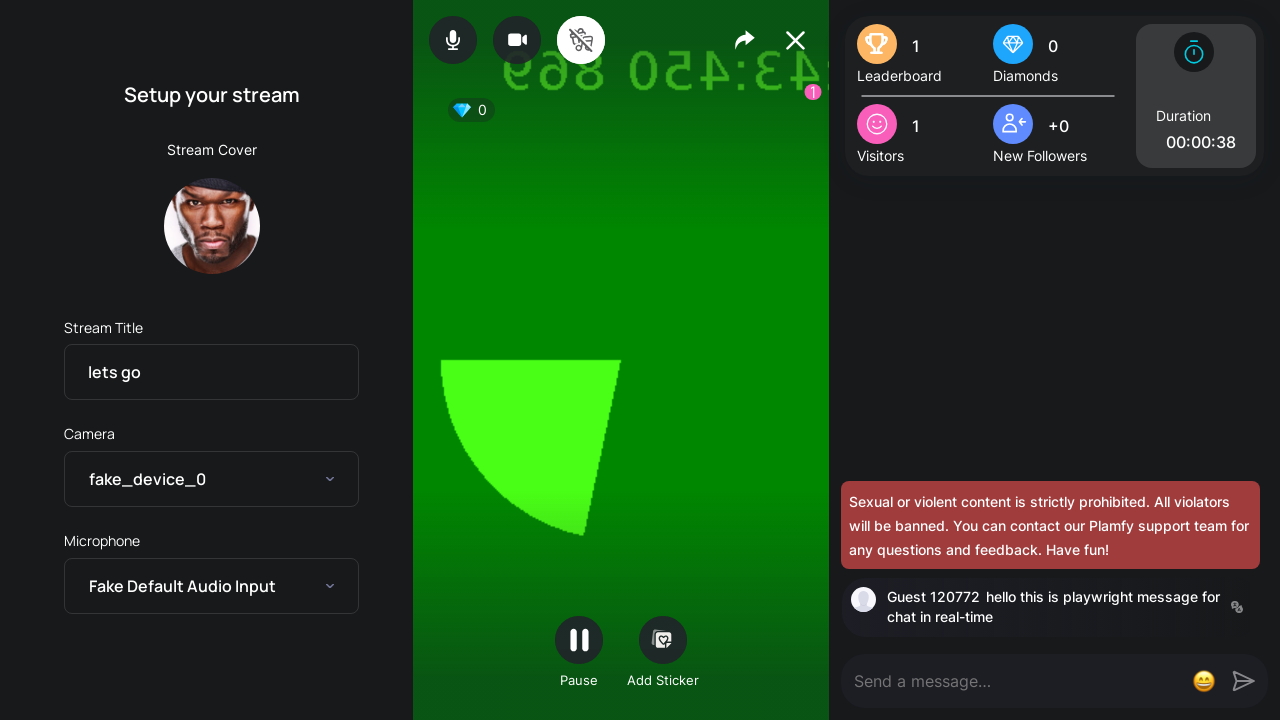 Setup your stream
Stream Cover
Stream Title
lets go
Camera
fake_device_0
Microphone
Fake Default Audio Input
43:450 869
1
0
Pause
Add Sticker
1
Leaderboard
0
Diamonds
1
Visitors
+0
New Followers
Duration
00:00:38
Sexual or violent content is strictly prohibited. All violators
will be banned. You can contact our Plamfy support team for
any questions and feedback. Have fun!
Guest 120772 hello this is playwright message for
chat in real-time
Send a message...